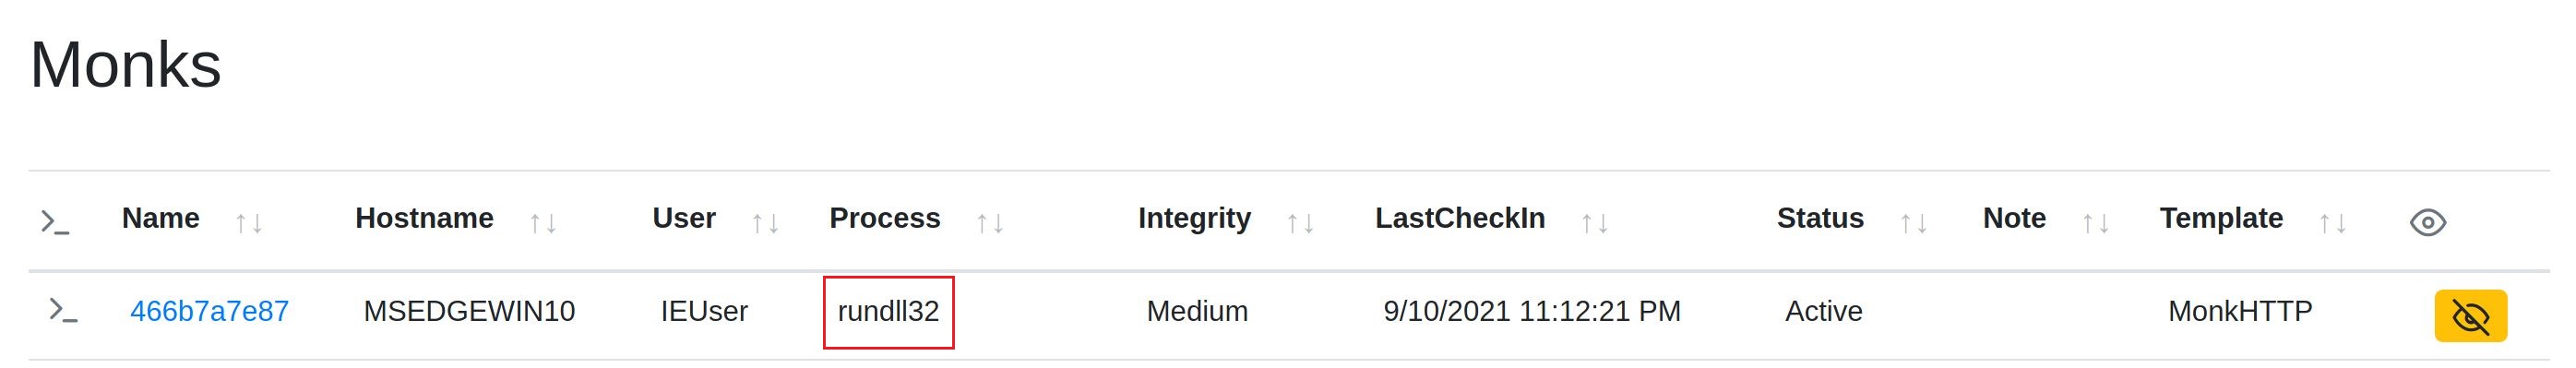 Monks
Name ↑↓ Hostname ↑↓ User ↑↓ Process ↑↓ Integrity ↑↓ LastCheckIn ↑↓ Status ↑↓ Note ↑↓ Template ↑↓
466b7a7e87 MSEDGEWIN10 IEUser rundll32 Medium 9/10/2021 11:12:21 PM Active MonkHTTP